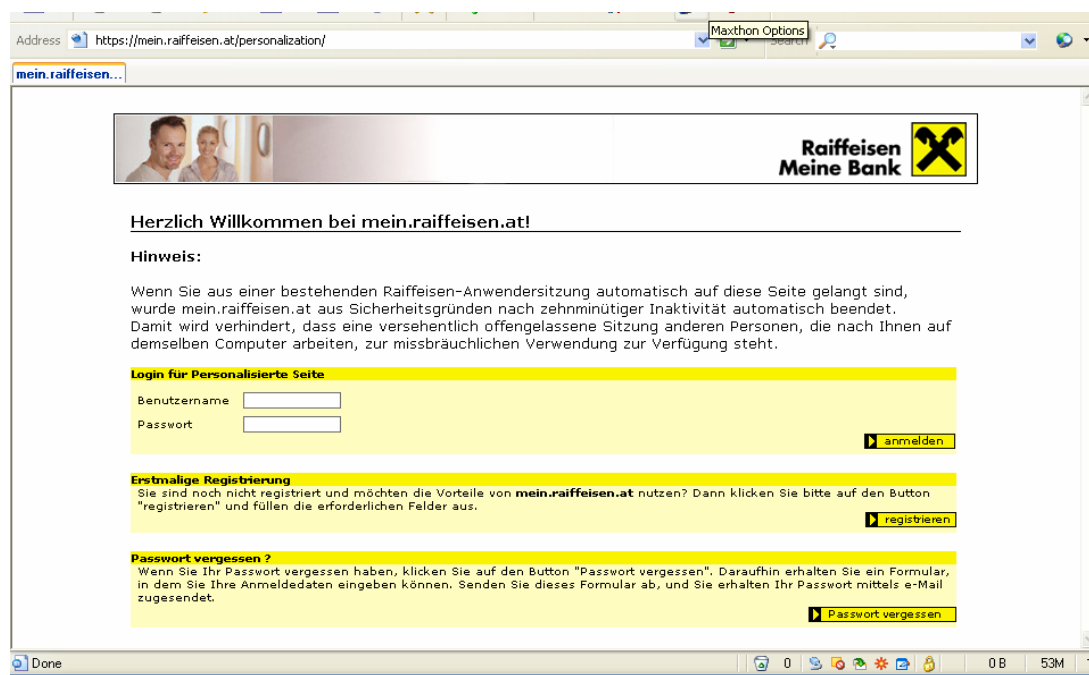 Maxthon Options
Address https://mein.raiffeisen.at/personalization/ Search
mein.raiffeisen...
Raiffeisen
Meine Bank
Herzlich Willkommen bei mein.raiffeisen.at!
Hinweis:
Wenn Sie aus einer bestehenden Raiffeisen-Anwendersitzung automatisch auf diese Seite gelangt sind,
wurde mein.raiffeisen.at aus Sicherheitsgründen nach zehnminütiger Inaktivität automatisch beendet.
Damit wird verhindert, dass eine versehentlich offengelassene Sitzung anderen Personen, die nach Ihnen auf
demselben Computer arbeiten, zur missbräuchlichen Verwendung zur Verfügung steht.
Login für Personalisierte Seite
Benutzername
Passwort
anmelden
Erstmalige Registrierung
Sie sind noch nicht registriert und möchten die Vorteile von mein.raiffeisen.at nutzen? Dann klicken Sie bitte auf den Button
"registrieren" und füllen die erforderlichen Felder aus.
registrieren
Passwort vergessen ?
Wenn Sie Ihr Passwort vergessen haben, klicken Sie auf den Button "Passwort vergessen". Daraufhin erhalten Sie ein Formular,
in dem Sie Ihre Anmeldedaten eingeben können. Senden Sie dieses Formular ab, und Sie erhalten Ihr Passwort mittels e-Mail
zugesendet.
Passwort vergessen
Done 0 0 B 53M